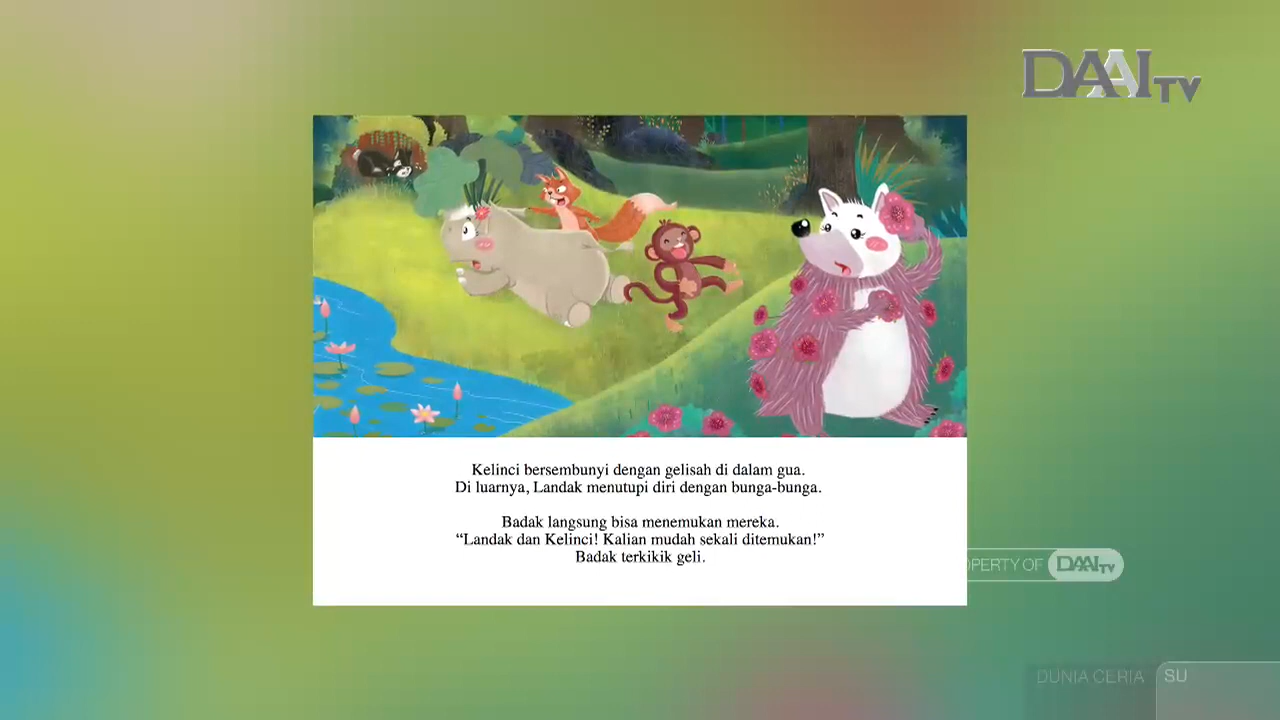 DAAI TV
Kelinci bersembunyi dengan gelisah di dalam gua.
Di luarnya, Landak menutupi diri dengan bunga-bunga.
Badak langsung bisa menemukan mereka.
“Landak dan Kelinci! Kalian mudah sekali ditemukan!”
Badak terkikik geli.
OPERTY OF DAAI TV
DUNIA CERIA SU